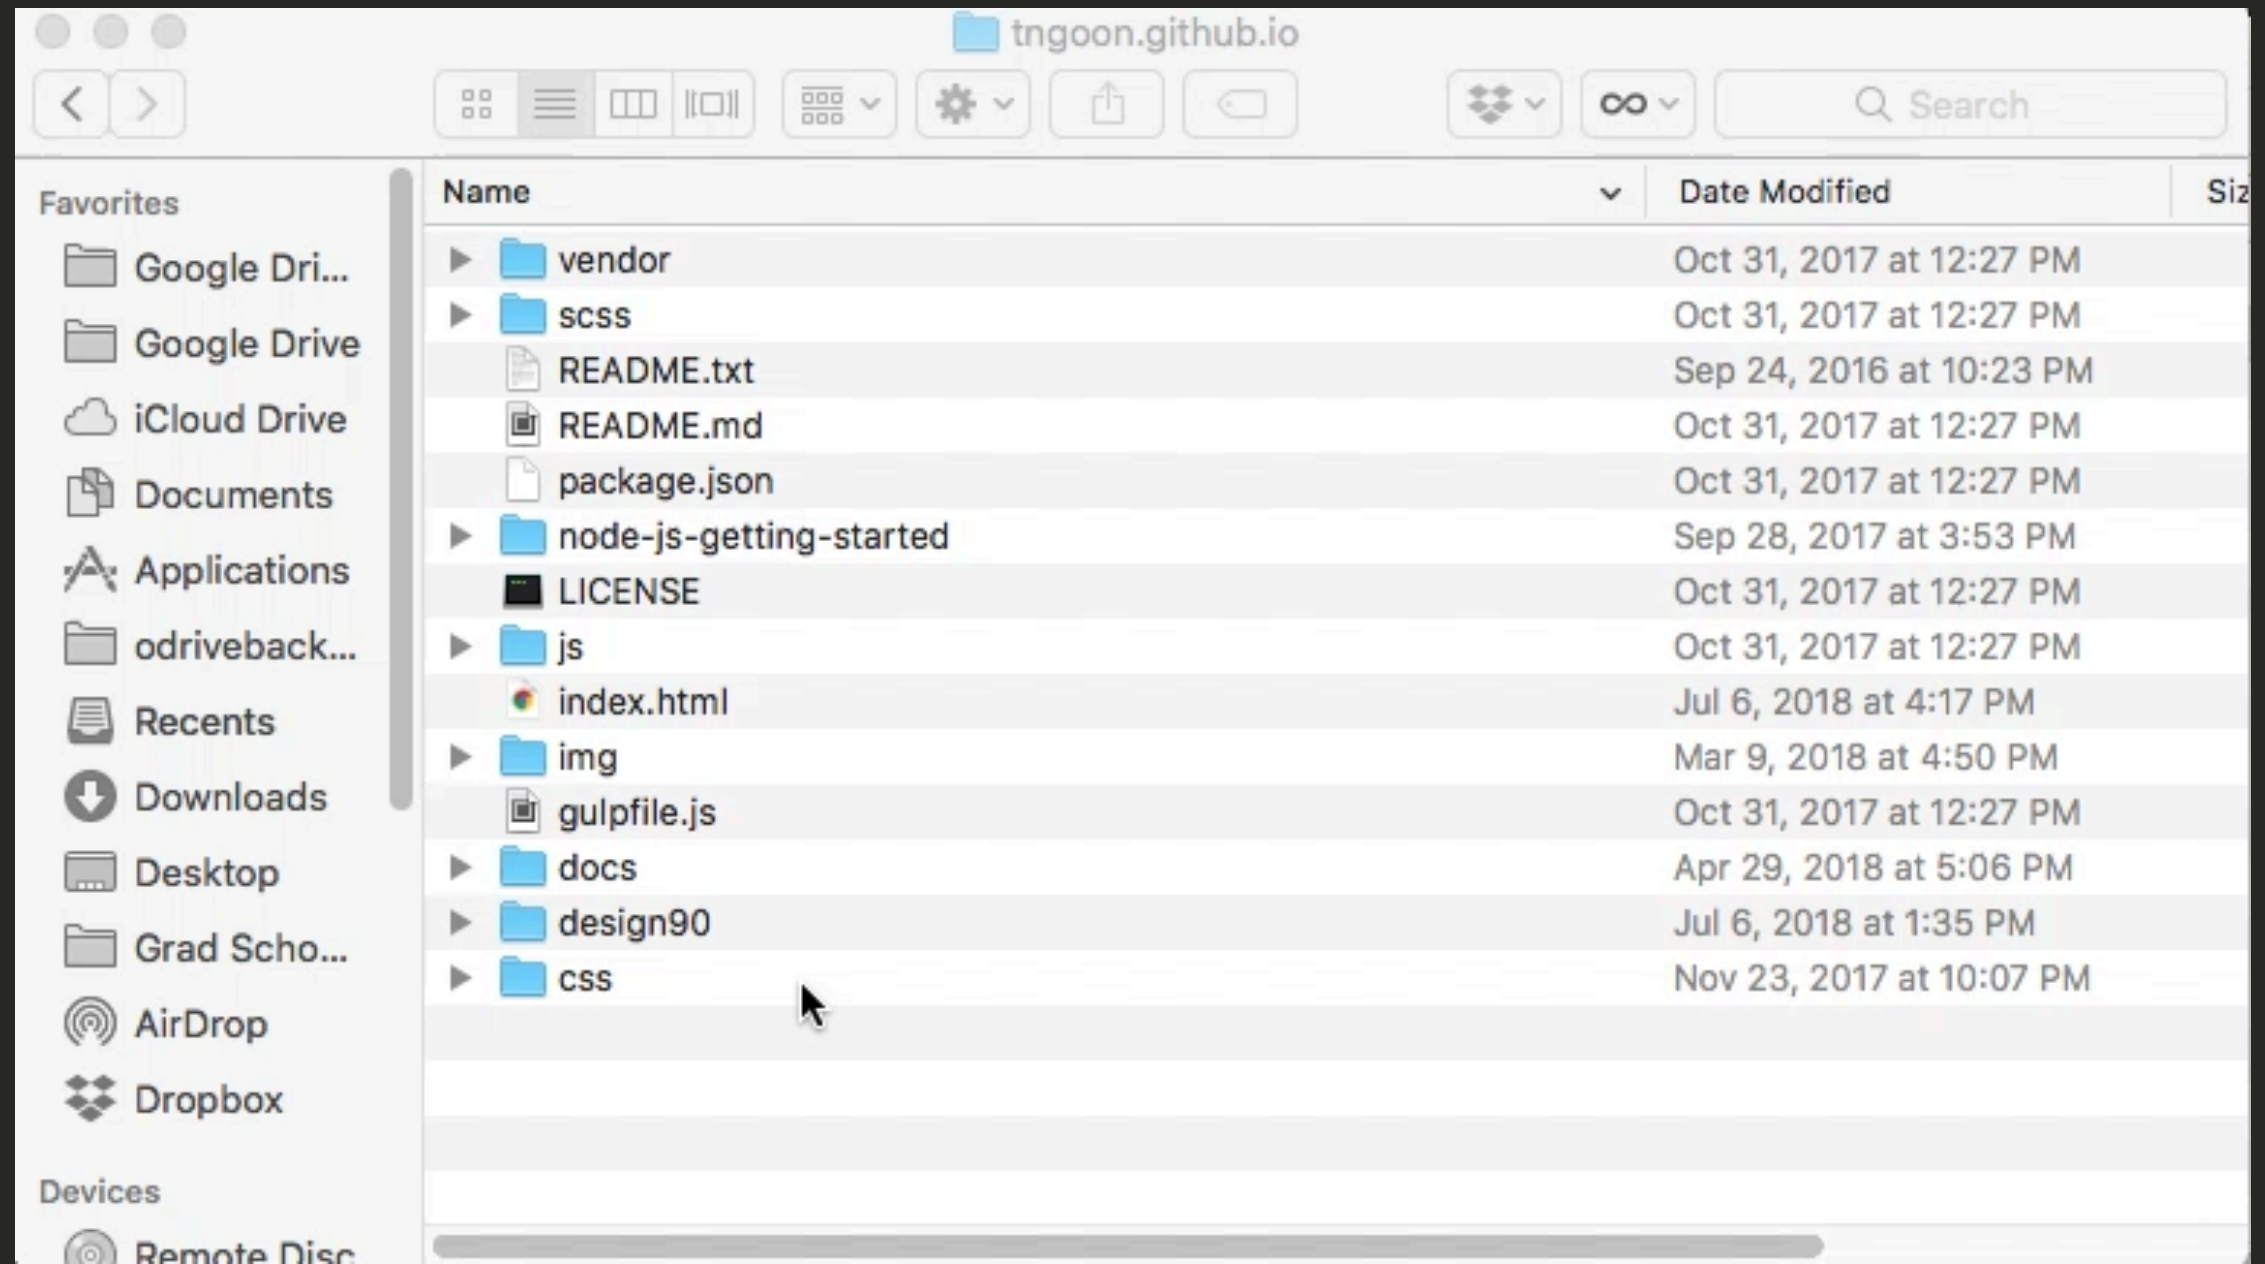 tngoon.github.io
Search
Favorites
Google Dri...
Google Drive
iCloud Drive
Documents
Applications
odriveback...
Recents
Downloads
Desktop
Grad Scho...
AirDrop
Dropbox
Devices
Remote Disc
Name Date Modified Siz
vendor Oct 31, 2017 at 12:27 PM
scss Oct 31, 2017 at 12:27 PM
README.txt Sep 24, 2016 at 10:23 PM
README.md Oct 31, 2017 at 12:27 PM
package.json Oct 31, 2017 at 12:27 PM
node-js-getting-started Sep 28, 2017 at 3:53 PM
LICENSE Oct 31, 2017 at 12:27 PM
js Oct 31, 2017 at 12:27 PM
index.html Jul 6, 2018 at 4:17 PM
img Mar 9, 2018 at 4:50 PM
gulpfile.js Oct 31, 2017 at 12:27 PM
docs Apr 29, 2018 at 5:06 PM
design90 Jul 6, 2018 at 1:35 PM
css Nov 23, 2017 at 10:07 PM